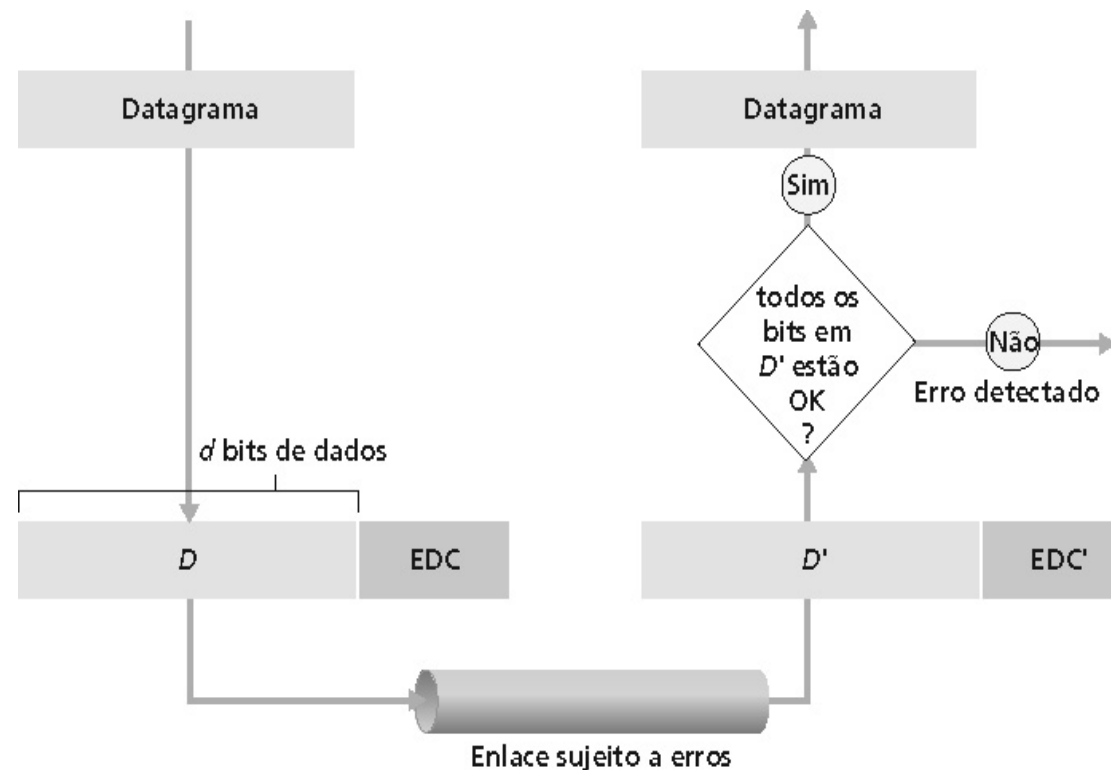 Datagrama
Datagrama
Sim
todos os
bits em
D' estão
OK
?
Não
Erro detectado
d bits de dados
D
EDC
D'
EDC'
Enlace sujeito a erros